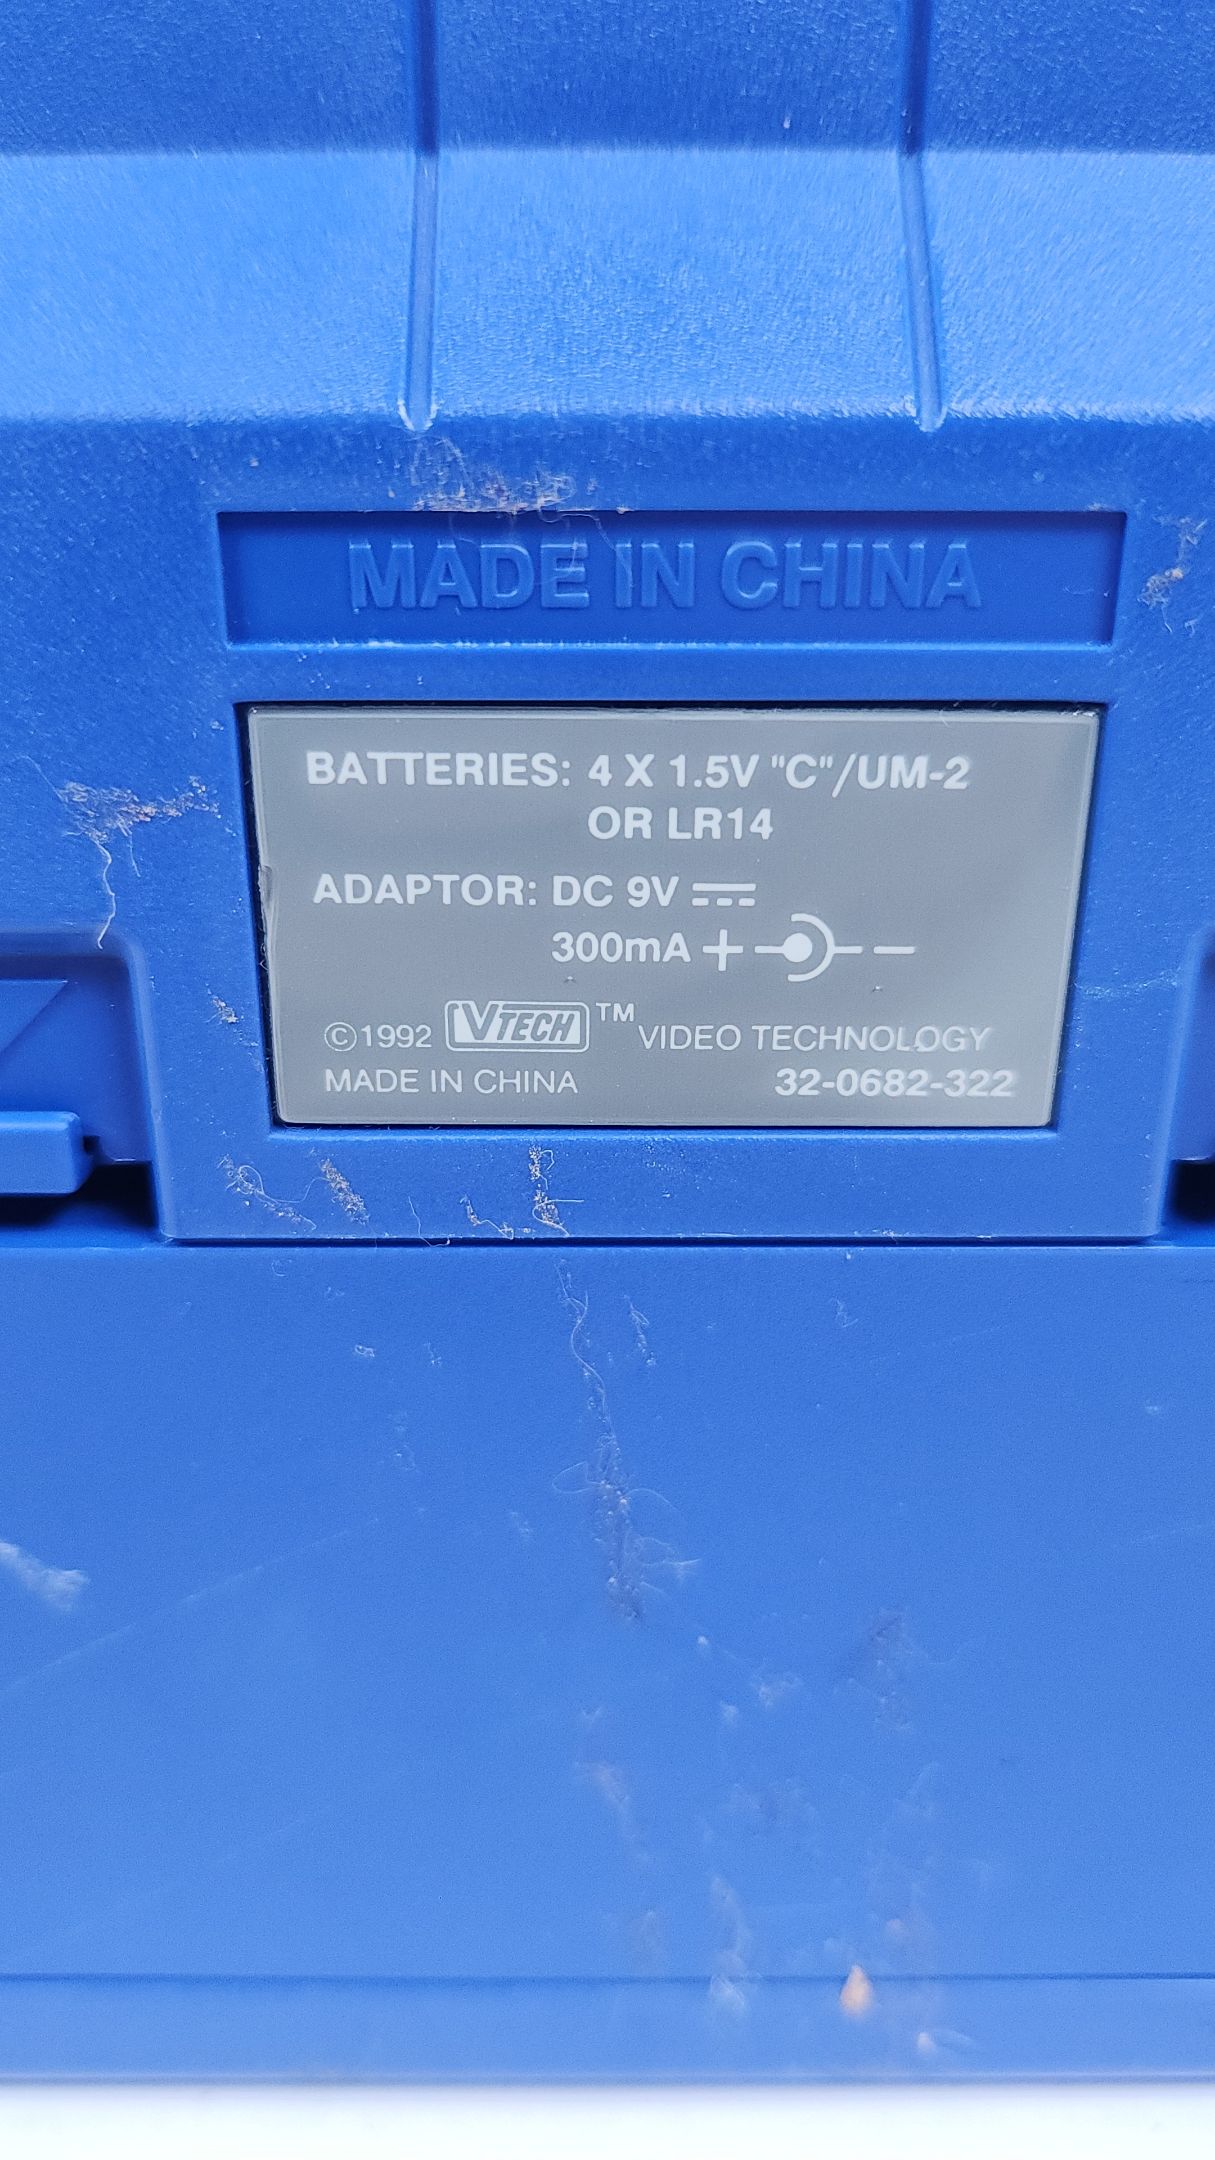 MADE IN CHINA
BATTERIES: 4 X 1.5V "C"/UM-2
OR LR14
ADAPTOR: DC 9V ⎓
300mA + −
©1992 VTECH™ VIDEO TECHNOLOGY
MADE IN CHINA 32-0682-322